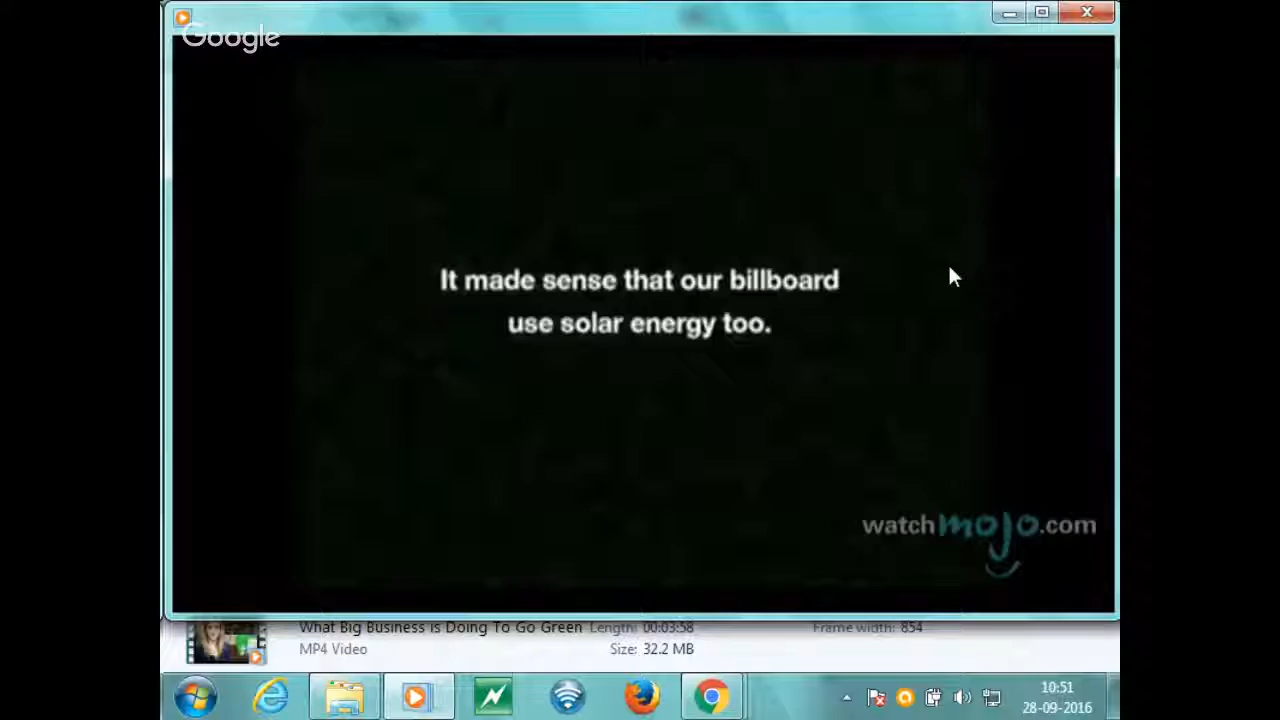 Google
It made sense that our billboard
use solar energy too.
watchmojo.com
What Big Business is Doing To Go Green Length: 00:03:58 Frame width: 854
MP4 Video Size: 32.2 MB
10:51
28-09-2016